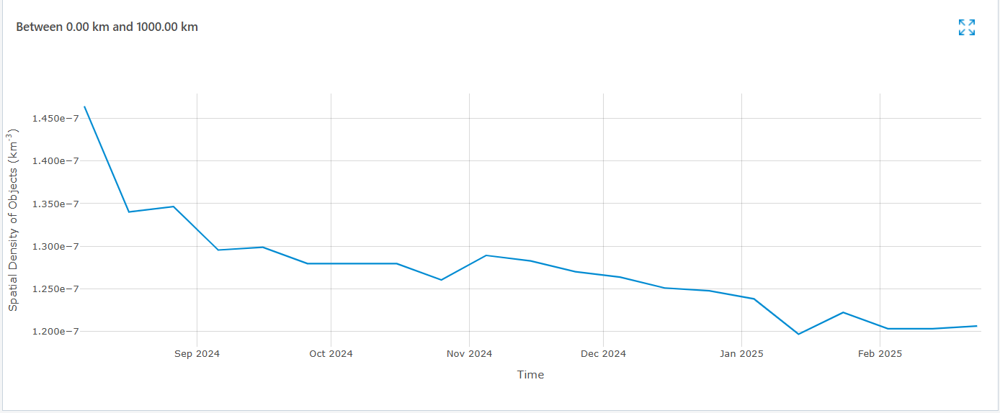 Between 0.00 km and 1000.00 km
1.450e−7
1.400e−7
1.350e−7
1.300e−7
1.250e−7
1.200e−7
Spatial Density of Objects (km⁻³)
Sep 2024
Oct 2024
Nov 2024
Dec 2024
Jan 2025
Feb 2025
Time